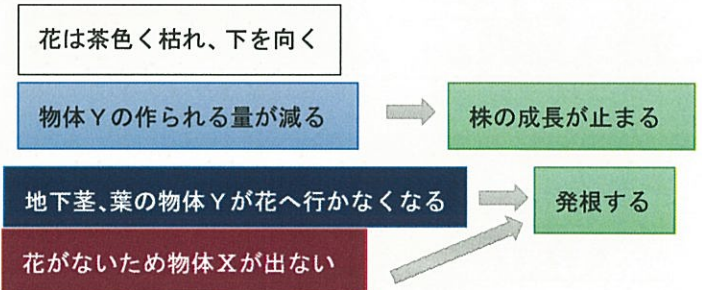 花は茶色く枯れ、下を向く
物体Yの作られる量が減る
株の成長が止まる
地下茎、葉の物体Yが花へ行かなくなる
発根する
花がないため物体Xが出ない